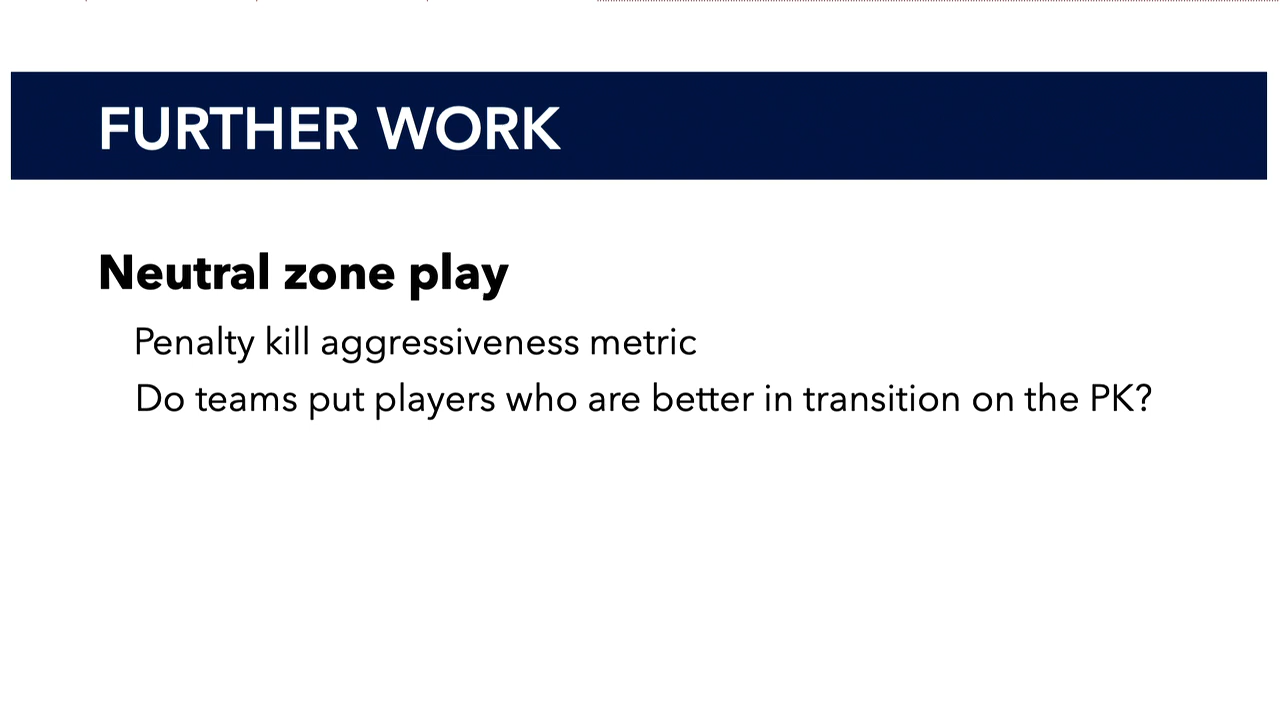 FURTHER WORK
Neutral zone play
Penalty kill aggressiveness metric
Do teams put players who are better in transition on the PK?